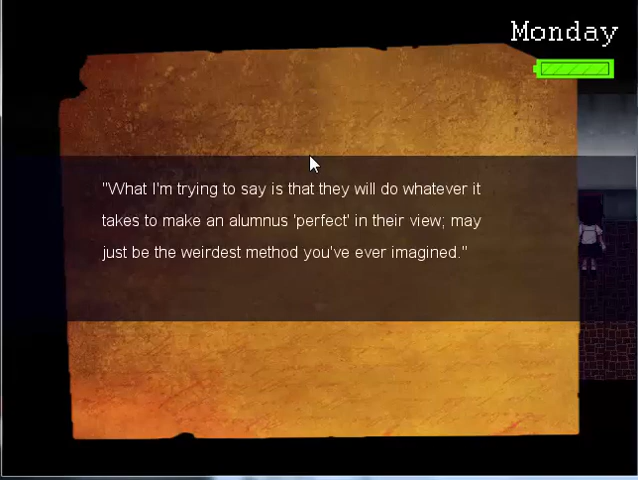 Monday
"What I'm trying to say is that they will do whatever it
takes to make an alumnus 'perfect' in their view; may
just be the weirdest method you've ever imagined."